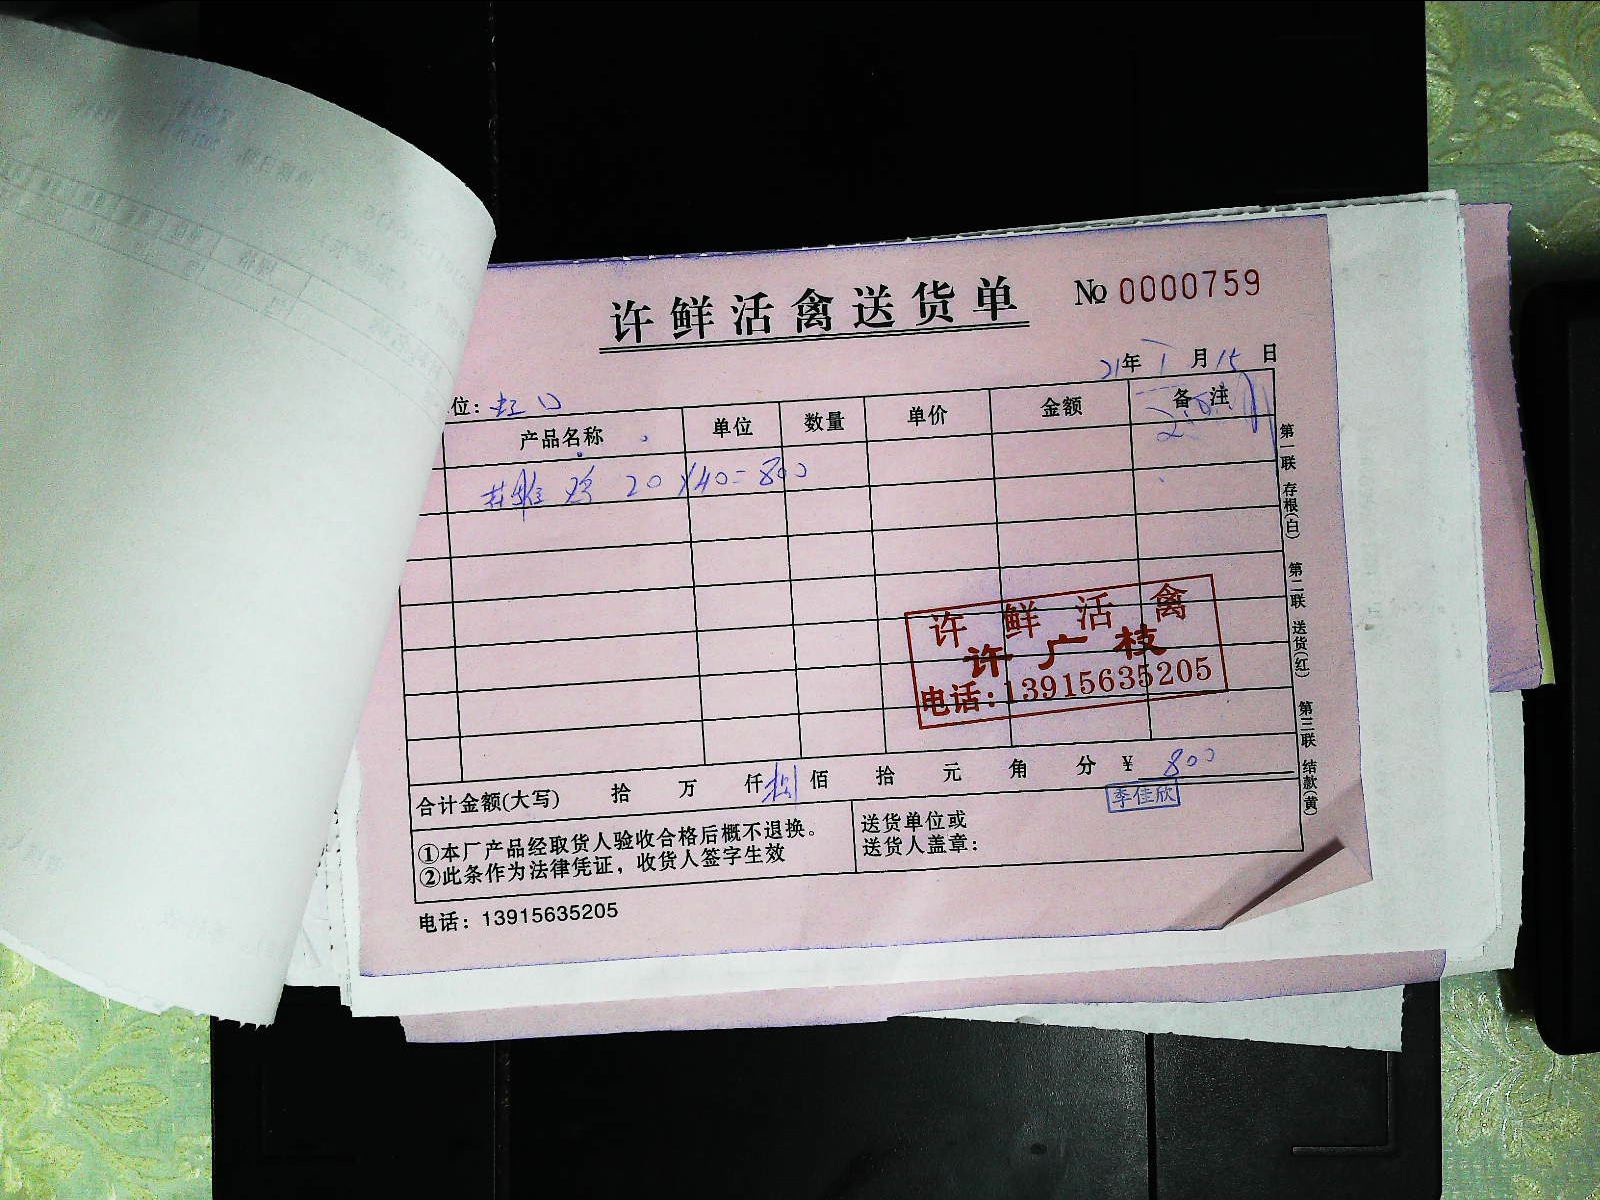 许鲜活禽送货单 № 0000759
21年 1 月 15 日
位:
产品名称 单位 数量 单价 金额 备注
鸡 20×40=800
第一联 存根(白) 第二联 送货(红) 第三联 结款(黄)
许鲜活禽
许广枝
电话:13915635205
合计金额(大写) 拾 万 仟捌佰 拾 元 角 分 ¥ 800
李佳欣
①本厂产品经取货人验收合格后概不退换。
②此条作为法律凭证，收货人签字生效
送货单位或
送货人盖章:
电话: 13915635205